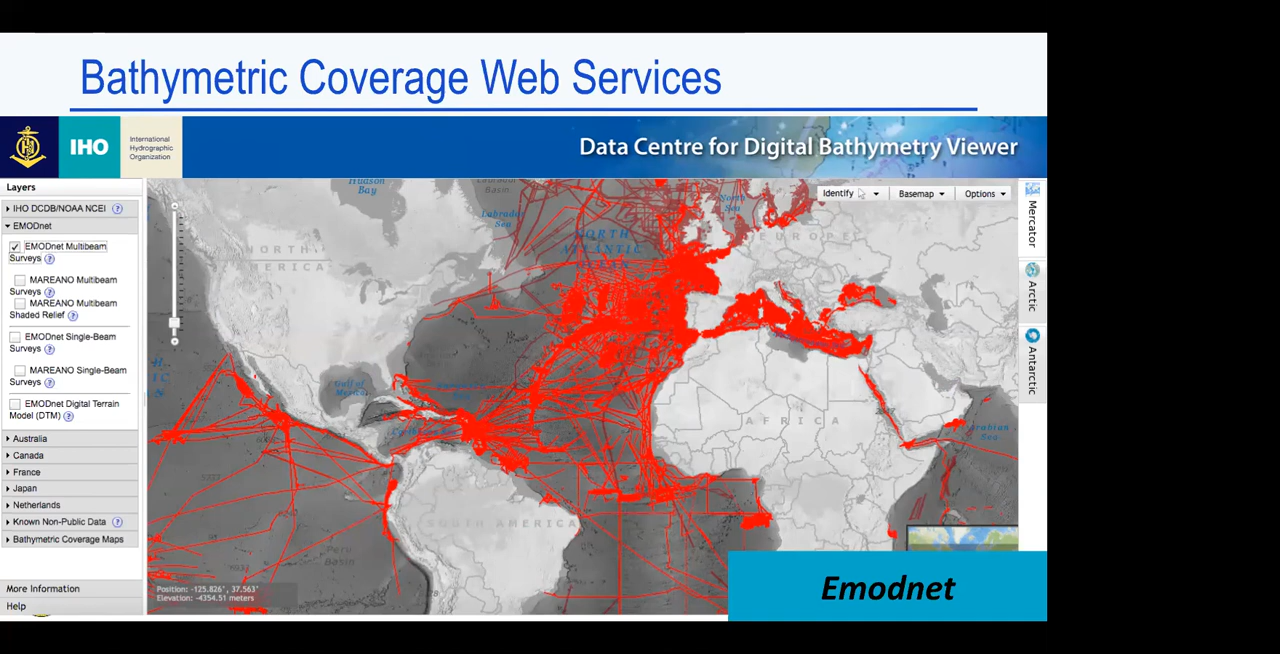 Bathymetric Coverage Web Services
IHO
International
Hydrographic
Organization
Data Centre for Digital Bathymetry Viewer
Layers
IHO DCDB/NOAA NCEI ?
EMODnet
EMODnet Multibeam
Surveys ?
MAREANO Multibeam
Surveys ?
MAREANO Multibeam
Shaded Relief ?
EMODnet Single-Beam
Surveys ?
MAREANO Single-Beam
Surveys ?
EMODnet Digital Terrain
Model (DTM) ?
Australia
Canada
France
Japan
Netherlands
Known Non-Public Data ?
Bathymetric Coverage Maps
More Information
Help
Identify
Basemap
Options
Mercator
Arctic
Antarctic
Hudson
Bay
Labrador
Sea
North
Sea
NORTH
ATLANTIC
NORTH
AMERICA
EUROPE
Gulf of
Mexico
AFRICA
Arabian
Sea
SOUTH AMERICA
Peru
Basin
Position: -125.826°, 37.563°
Elevation: -4354.51 meters
Emodnet